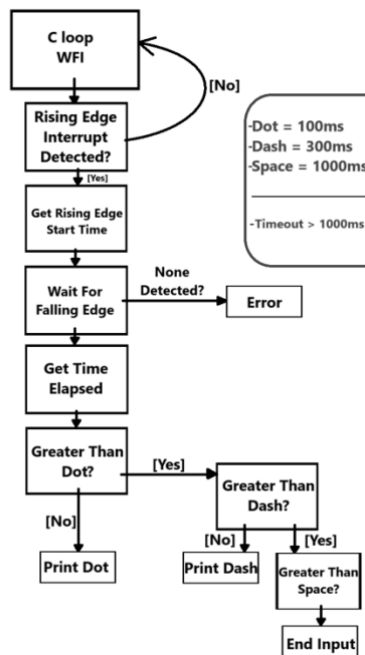 C loop
WFI
[No]
Rising Edge
Interrupt
Detected?
-Dot = 100ms
-Dash = 300ms
-Space = 1000ms
[Yes]
Get Rising Edge
Start Time
-Timeout > 1000ms
None
Detected?
Wait For
Falling Edge
Error
Get Time
Elapsed
Greater Than
Dot?
[Yes]
Greater Than
Dash?
[No]
[No]
[Yes]
Print Dot
Print Dash
Greater Than
Space?
End Input